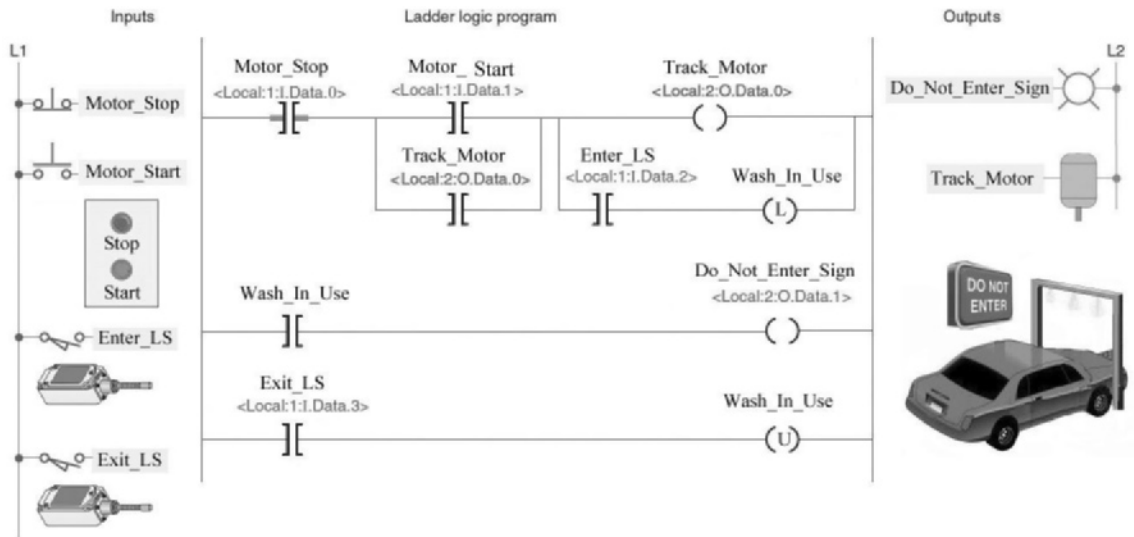 Inputs
Ladder logic program
Outputs
L1
L2
Motor_Stop
Motor_Start
Stop
Start
Enter_LS
Exit_LS
Motor_Stop
<Local:1:I.Data.0>
Motor_ Start
<Local:1:I.Data.1>
Track_Motor
<Local:2:O.Data.0>
Track_Motor
<Local:2:O.Data.0>
Enter_LS
<Local:1:I.Data.2>
Wash_In_Use
L
Wash_In_Use
Do_Not_Enter_Sign
<Local:2:O.Data.1>
Exit_LS
<Local:1:I.Data.3>
Wash_In_Use
U
Do_Not_Enter_Sign
Track_Motor
DO NOT
ENTER